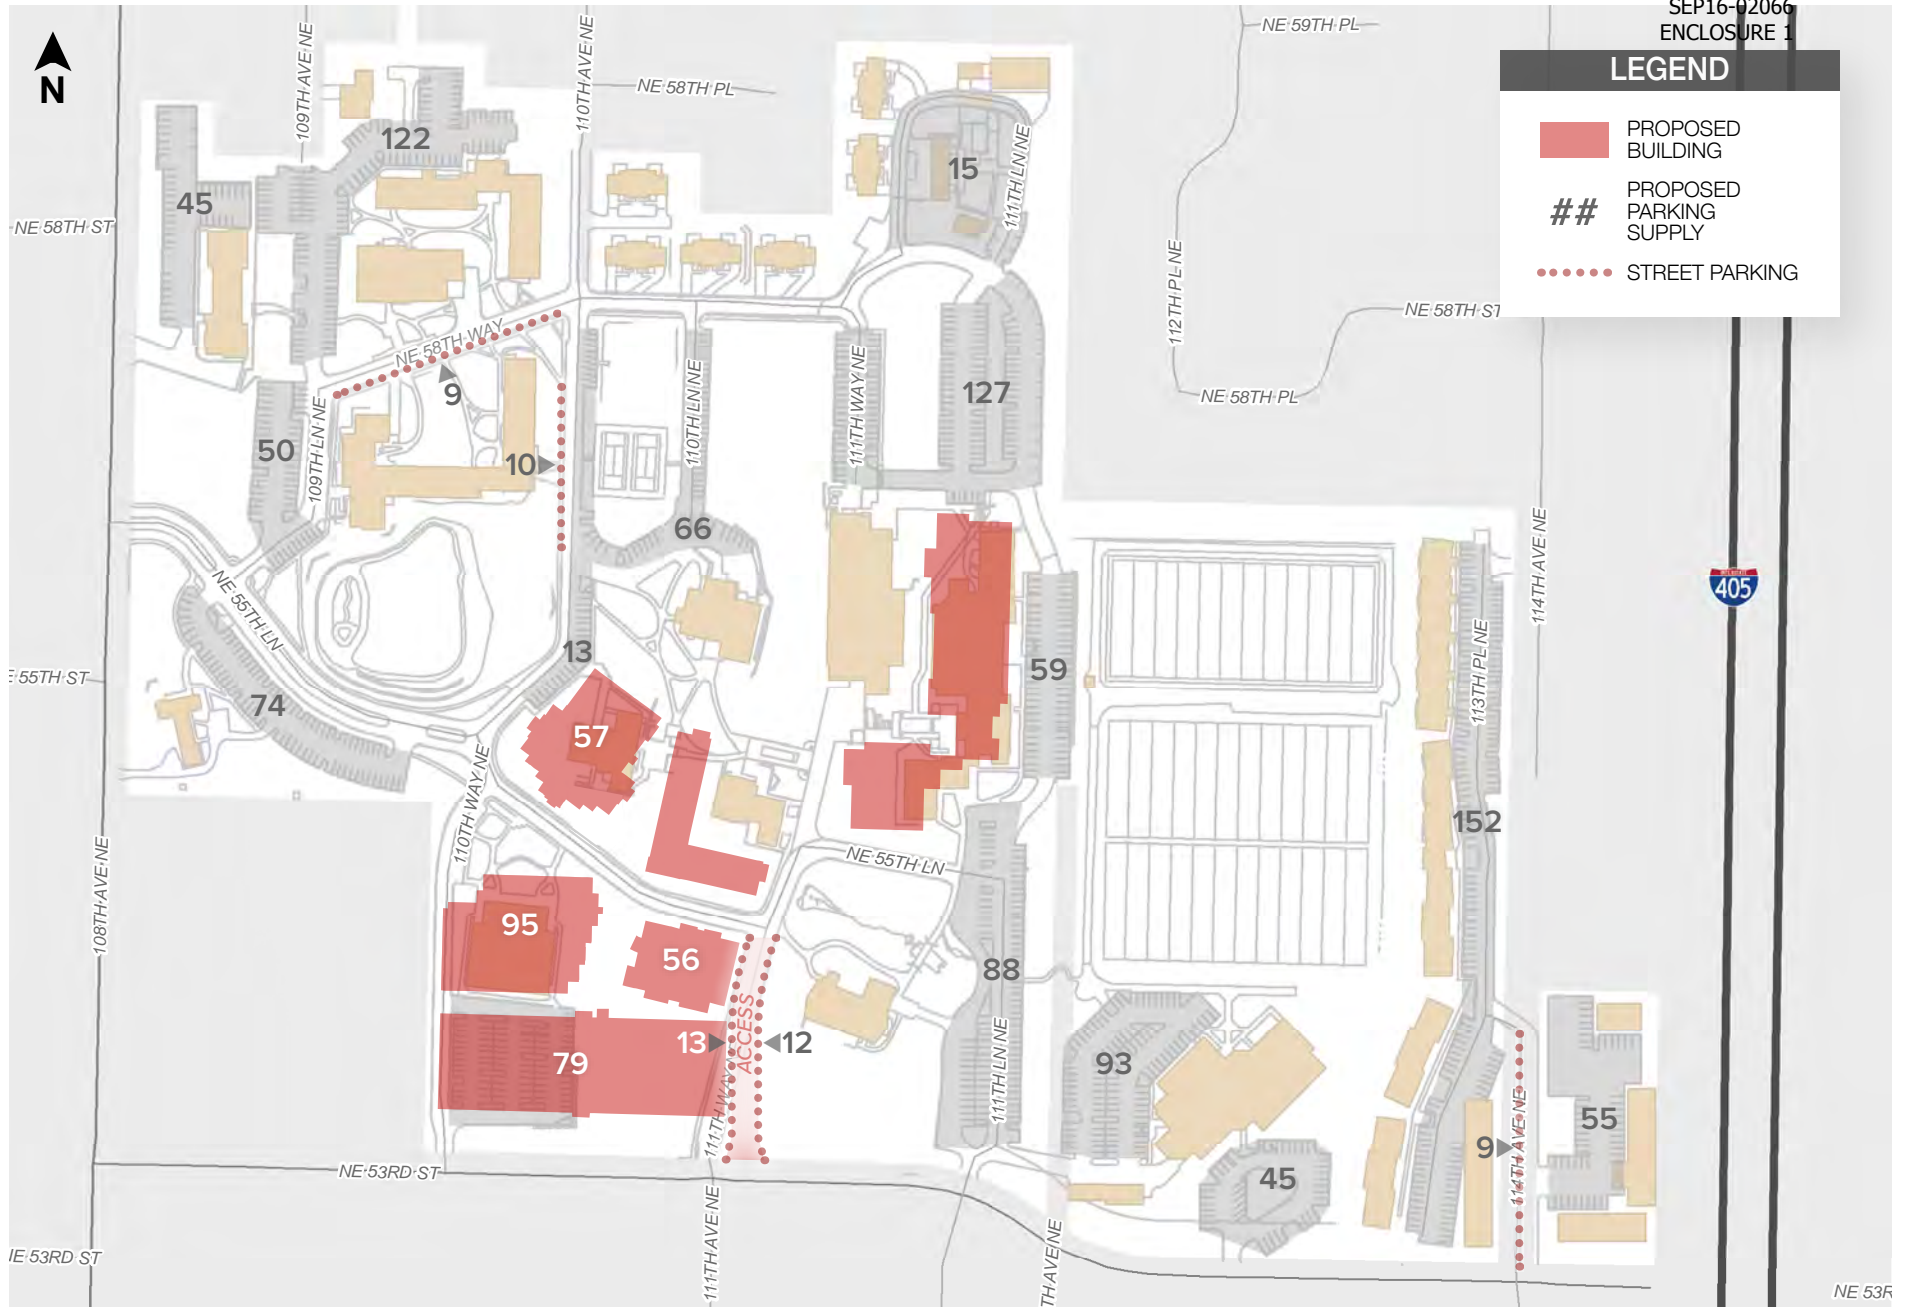 SEP16-02066
ENCLOSURE 1
LEGEND
PROPOSED
BUILDING
##
PROPOSED
PARKING
SUPPLY
STREET PARKING
N
109TH AVE NE
110TH AVE NE
NE 58TH PL
NE 59TH PL
122
45
15
111TH LN NE
NE 58TH ST
112TH PL NE
NE 58TH ST
NE 58TH PL
NE 58TH WAY
9
109TH LN NE
50
10
110TH LN NE
111TH WAY NE
127
66
NE 55TH LN
13
74
E 55TH ST
57
59
113TH PL NE
114TH AVE NE
405
110TH WAY NE
108TH AVE NE
NE 55TH LN
152
95
56
88
ACCESS
13
12
79
111TH WAY
111TH LN NE
93
45
9
114TH AVE NE
55
NE 53RD ST
111TH AVE NE
TH AVE NE
NE 53RD ST
NE 53R